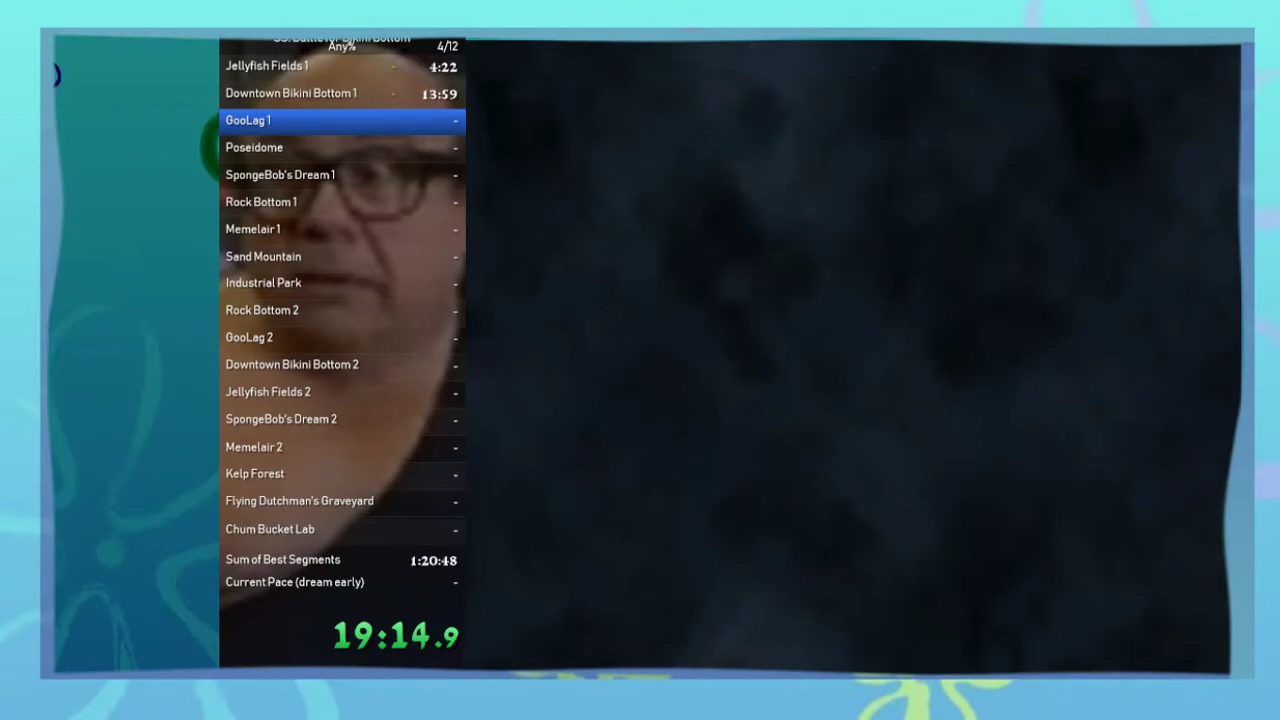 Any% 4/12
Jellyfish Fields 1 - 4:22
Downtown Bikini Bottom 1 - 13:59
GooLag 1 -
Poseidome -
SpongeBob's Dream 1 -
Rock Bottom 1 -
Memelair 1 -
Sand Mountain -
Industrial Park -
Rock Bottom 2 -
GooLag 2 -
Downtown Bikini Bottom 2 -
Jellyfish Fields 2 -
SpongeBob's Dream 2 -
Memelair 2 -
Kelp Forest -
Flying Dutchman's Graveyard -
Chum Bucket Lab -
Sum of Best Segments 1:20:48
Current Pace (dream early) -
19:14.9